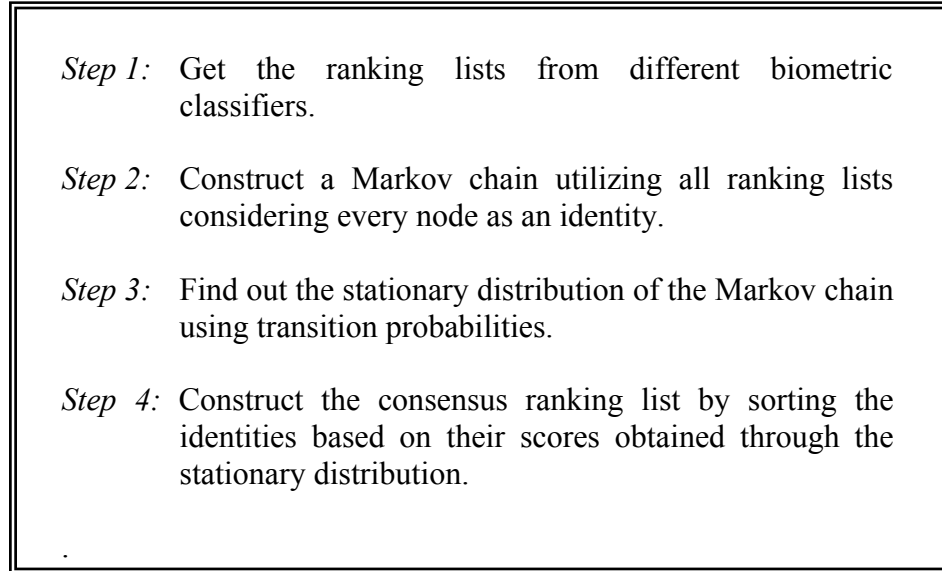 Step 1: Get the ranking lists from different biometric
classifiers.
Step 2: Construct a Markov chain utilizing all ranking lists
considering every node as an identity.
Step 3: Find out the stationary distribution of the Markov chain
using transition probabilities.
Step 4: Construct the consensus ranking list by sorting the
identities based on their scores obtained through the
stationary distribution.
.